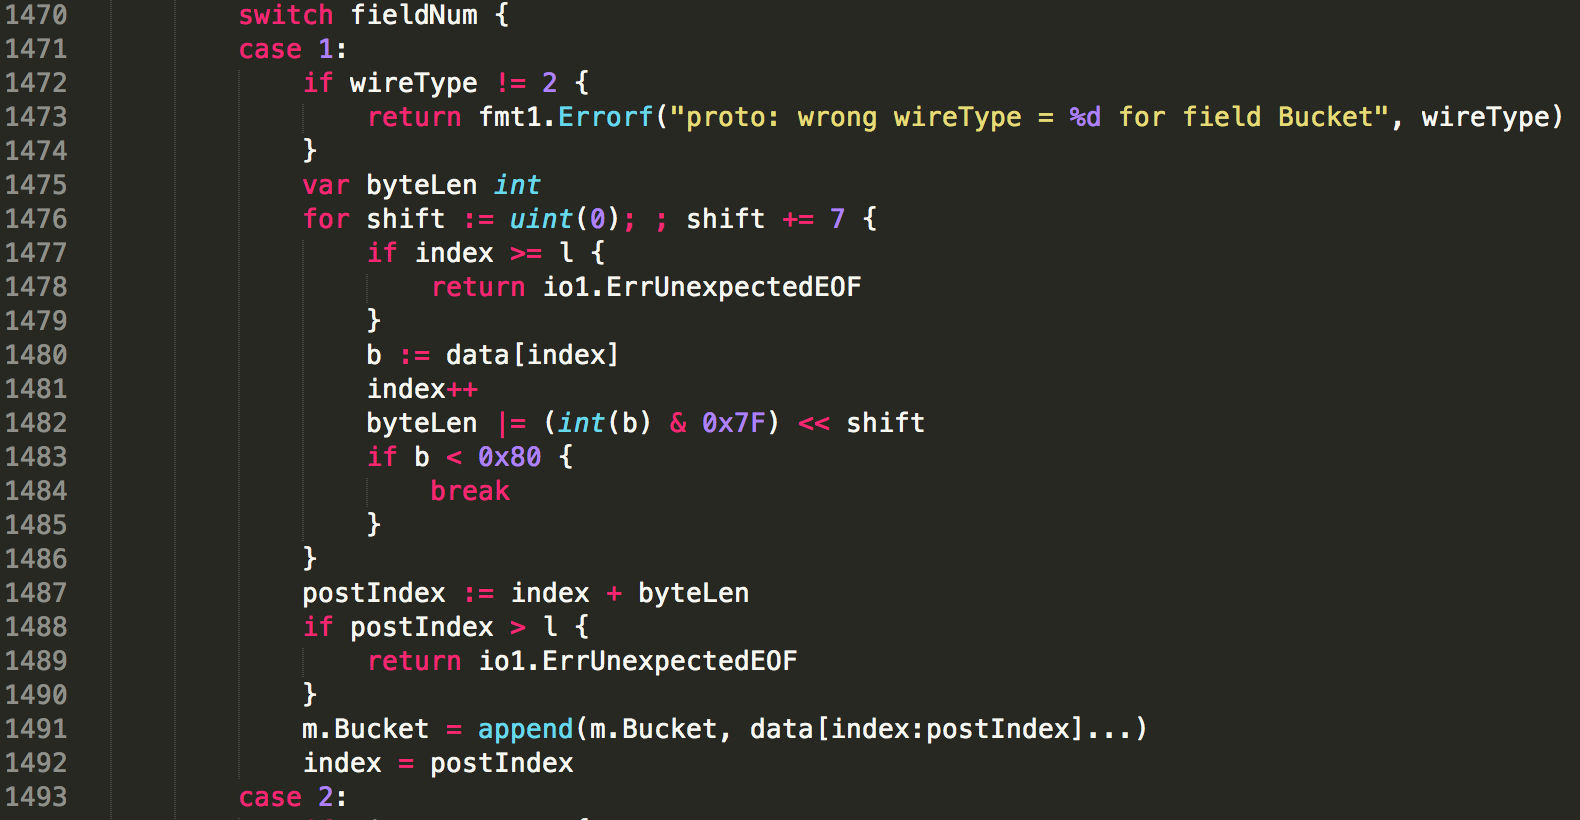 1470 switch fieldNum {
1471 case 1:
1472 if wireType != 2 {
1473 return fmt1.Errorf("proto: wrong wireType = %d for field Bucket", wireType)
1474 }
1475 var byteLen int
1476 for shift := uint(0); ; shift += 7 {
1477 if index >= l {
1478 return io1.ErrUnexpectedEOF
1479 }
1480 b := data[index]
1481 index++
1482 byteLen |= (int(b) & 0x7F) << shift
1483 if b < 0x80 {
1484 break
1485 }
1486 }
1487 postIndex := index + byteLen
1488 if postIndex > l {
1489 return io1.ErrUnexpectedEOF
1490 }
1491 m.Bucket = append(m.Bucket, data[index:postIndex]...)
1492 index = postIndex
1493 case 2: